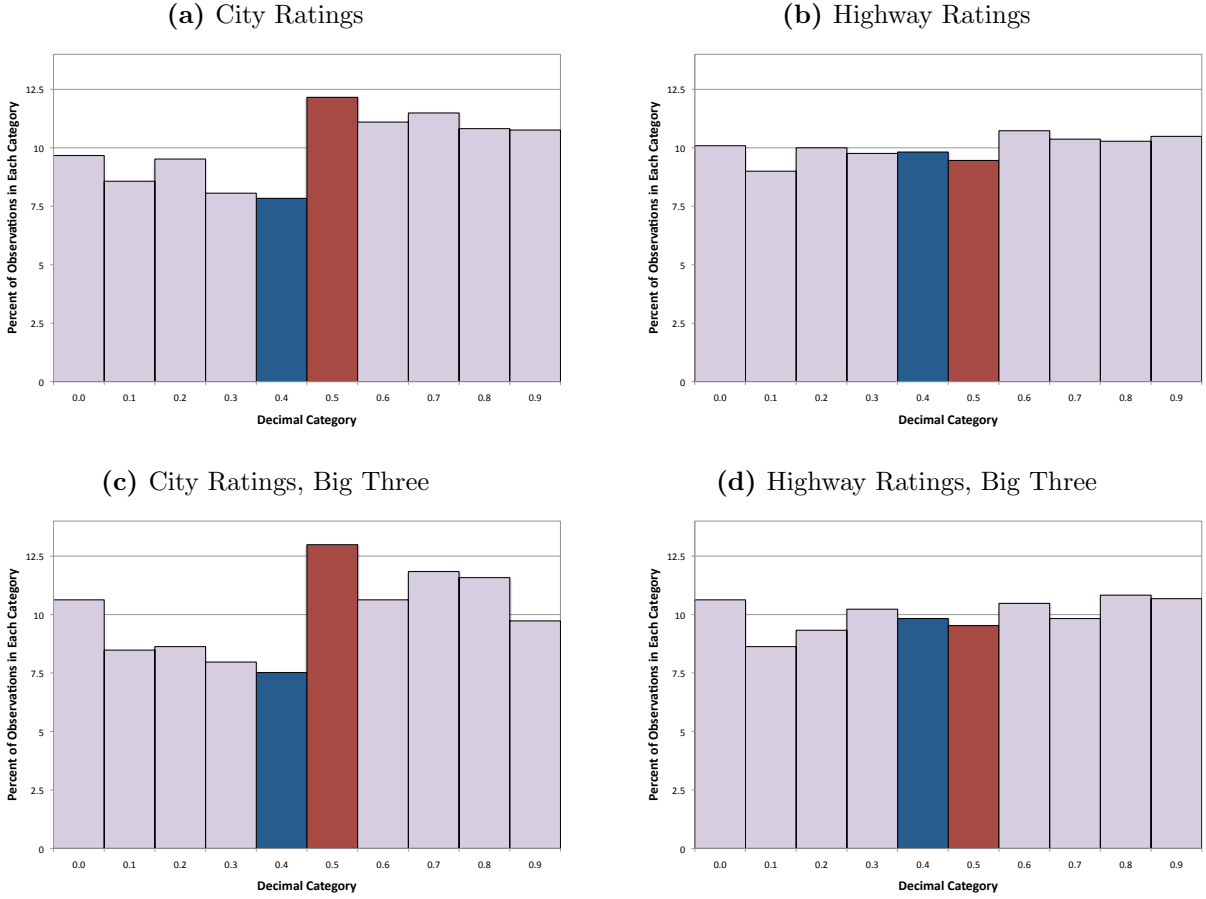 (a) City Ratings
Percent of Observations in Each Category
12.5
10
7.5
5
2.5
0
0.0 0.1 0.2 0.3 0.4 0.5 0.6 0.7 0.8 0.9
Decimal Category
(b) Highway Ratings
Percent of Observations in Each Category
12.5
10
7.5
5
2.5
0
0.0 0.1 0.2 0.3 0.4 0.5 0.6 0.7 0.8 0.9
Decimal Category
(c) City Ratings, Big Three
Percent of Observations in Each Category
12.5
10
7.5
5
2.5
0
0.0 0.1 0.2 0.3 0.4 0.5 0.6 0.7 0.8 0.9
Decimal Category
(d) Highway Ratings, Big Three
Percent of Observations in Each Category
12.5
10
7.5
5
2.5
0
0.0 0.1 0.2 0.3 0.4 0.5 0.6 0.7 0.8 0.9
Decimal Category